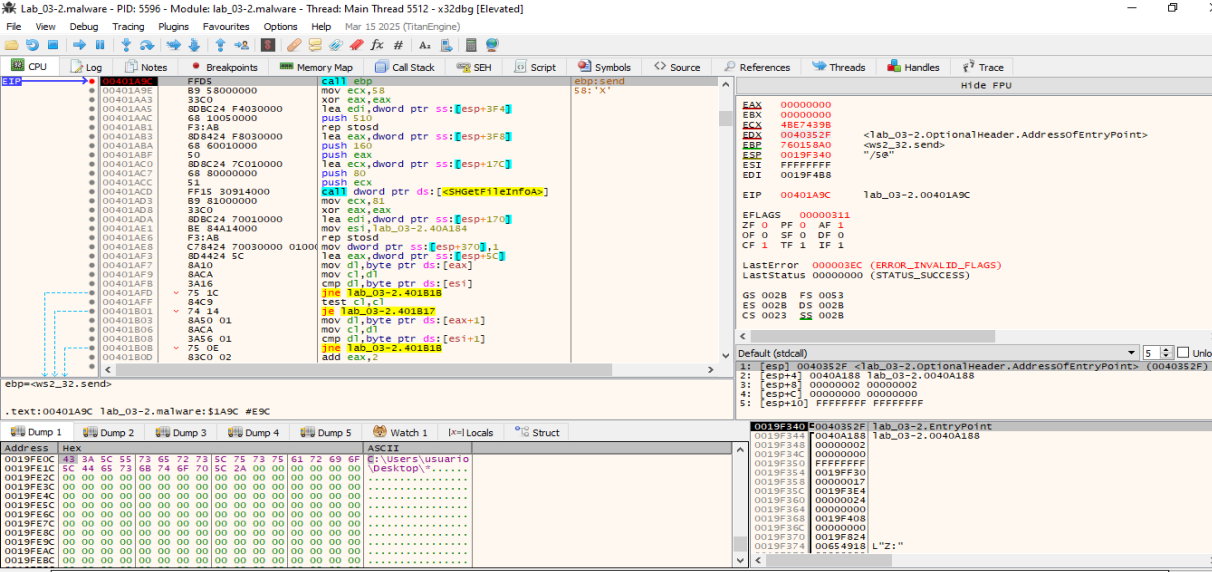 Lab_03-2.malware - PID: 5596 - Module: lab_03-2.malware - Thread: Main Thread 5512 - x32dbg [Elevated]
File View Debug Tracing Plugins Favourites Options Help Mar 15 2025 (TitanEngine)
CPU Log Notes Breakpoints Memory Map Call Stack SEH Script Symbols Source References Threads Handles Trace
EIP 00401A9C FFD5 call ebp ebp:send
00401A9E B9 58000000 mov ecx,58 58:'X'
00401AA3 33C0 xor eax,eax
00401AA5 8DBC24 F4030000 lea edi,dword ptr ss:[esp+3F4]
00401AAC 68 10050000 push 510
00401AB1 F3:AB rep stosd
00401AB3 8D8424 F8030000 lea eax,dword ptr ss:[esp+3F8]
00401ABA 68 60010000 push 160
00401ABF 50 push eax
00401AC0 8D8C24 7C010000 lea ecx,dword ptr ss:[esp+17C]
00401AC7 68 80000000 push 80
00401ACC 51 push ecx
00401ACD FF15 30914000 call dword ptr ds:[<SHGetFileInfoA>]
00401AD3 B9 81000000 mov ecx,81
00401AD8 33C0 xor eax,eax
00401ADA 8DBC24 70010000 lea edi,dword ptr ss:[esp+170]
00401AE1 BE 84A14000 mov esi,lab_03-2.40A184
00401AE6 F3:AB rep stosd
00401AE8 C78424 70030000 01000 mov dword ptr ss:[esp+370],1
00401AF3 8D4424 5C lea eax,dword ptr ss:[esp+5C]
00401AF7 8A10 mov dl,byte ptr ds:[eax]
00401AF9 8ACA mov cl,dl
00401AFB 3A16 cmp dl,byte ptr ds:[esi]
00401AFD 75 1C jne lab_03-2.401B1B
00401AFF 84C9 test cl,cl
00401B01 74 14 je lab_03-2.401B17
00401B03 8A50 01 mov dl,byte ptr ds:[eax+1]
00401B06 8ACA mov cl,dl
00401B08 3A56 01 cmp dl,byte ptr ds:[esi+1]
00401B0B 75 0E jne lab_03-2.401B1B
00401B0D 83C0 02 add eax,2
Hide FPU
EAX 00000000
EBX 00000000
ECX 4BE7439B
EDX 0040352F <lab_03-2.OptionalHeader.AddressOfEntryPoint>
EBP 760158A0 <ws2_32.send>
ESP 0019F340 "/5@"
ESI FFFFFFFF
EDI 0019F4B8
EIP 00401A9C lab_03-2.00401A9C
EFLAGS 00000311
ZF 0 PF 0 AF 1
OF 0 SF 0 DF 0
CF 1 TF 1 IF 1
LastError 000003EC (ERROR_INVALID_FLAGS)
LastStatus 00000000 (STATUS_SUCCESS)
GS 002B FS 0053
ES 002B DS 002B
CS 0023 SS 002B
Default (stdcall) 5 Unlo
1: [esp] 0040352F <lab_03-2.OptionalHeader.AddressOfEntryPoint> (0040352F)
2: [esp+4] 0040A188 lab_03-2.0040A188
3: [esp+8] 00000002 00000002
4: [esp+C] 00000000 00000000
5: [esp+10] FFFFFFFF FFFFFFFF
ebp=<ws2_32.send>
.text:00401A9C lab_03-2.malware:$1A9C #E9C
Dump 1 Dump 2 Dump 3 Dump 4 Dump 5 Watch 1 [x=] Locals Struct
Address Hex ASCII
0019FE0C 43 3A 5C 55 73 65 72 73 5C 75 73 75 61 72 69 6F C:\Users\usuario
0019FE1C 5C 44 65 73 6B 74 6F 70 5C 2A 00 00 00 00 00 00 \Desktop\*......
0019FE2C 00 00 00 00 00 00 00 00 00 00 00 00 00 00 00 00 ................
0019FE3C 00 00 00 00 00 00 00 00 00 00 00 00 00 00 00 00 ................
0019FE4C 00 00 00 00 00 00 00 00 00 00 00 00 00 00 00 00 ................
0019FE5C 00 00 00 00 00 00 00 00 00 00 00 00 00 00 00 00 ................
0019FE6C 00 00 00 00 00 00 00 00 00 00 00 00 00 00 00 00 ................
0019FE7C 00 00 00 00 00 00 00 00 00 00 00 00 00 00 00 00 ................
0019FE8C 00 00 00 00 00 00 00 00 00 00 00 00 00 00 00 00 ................
0019FE9C 00 00 00 00 00 00 00 00 00 00 00 00 00 00 00 00 ................
0019FEAC 00 00 00 00 00 00 00 00 00 00 00 00 00 00 00 00 ................
0019FEBC 00 00 00 00 00 00 00 00 00 00 00 00 00 00 00 00 ................
0019F340 0040352F lab_03-2.EntryPoint
0019F344 0040A188 lab_03-2.0040A188
0019F348 00000002
0019F34C 00000000
0019F350 FFFFFFFF
0019F354 0019FF30
0019F358 00000017
0019F35C 0019F3E4
0019F360 00000024
0019F364 00000000
0019F368 0019F408
0019F36C 00000000
0019F370 0019F824
0019F374 00654918 L"Z:"